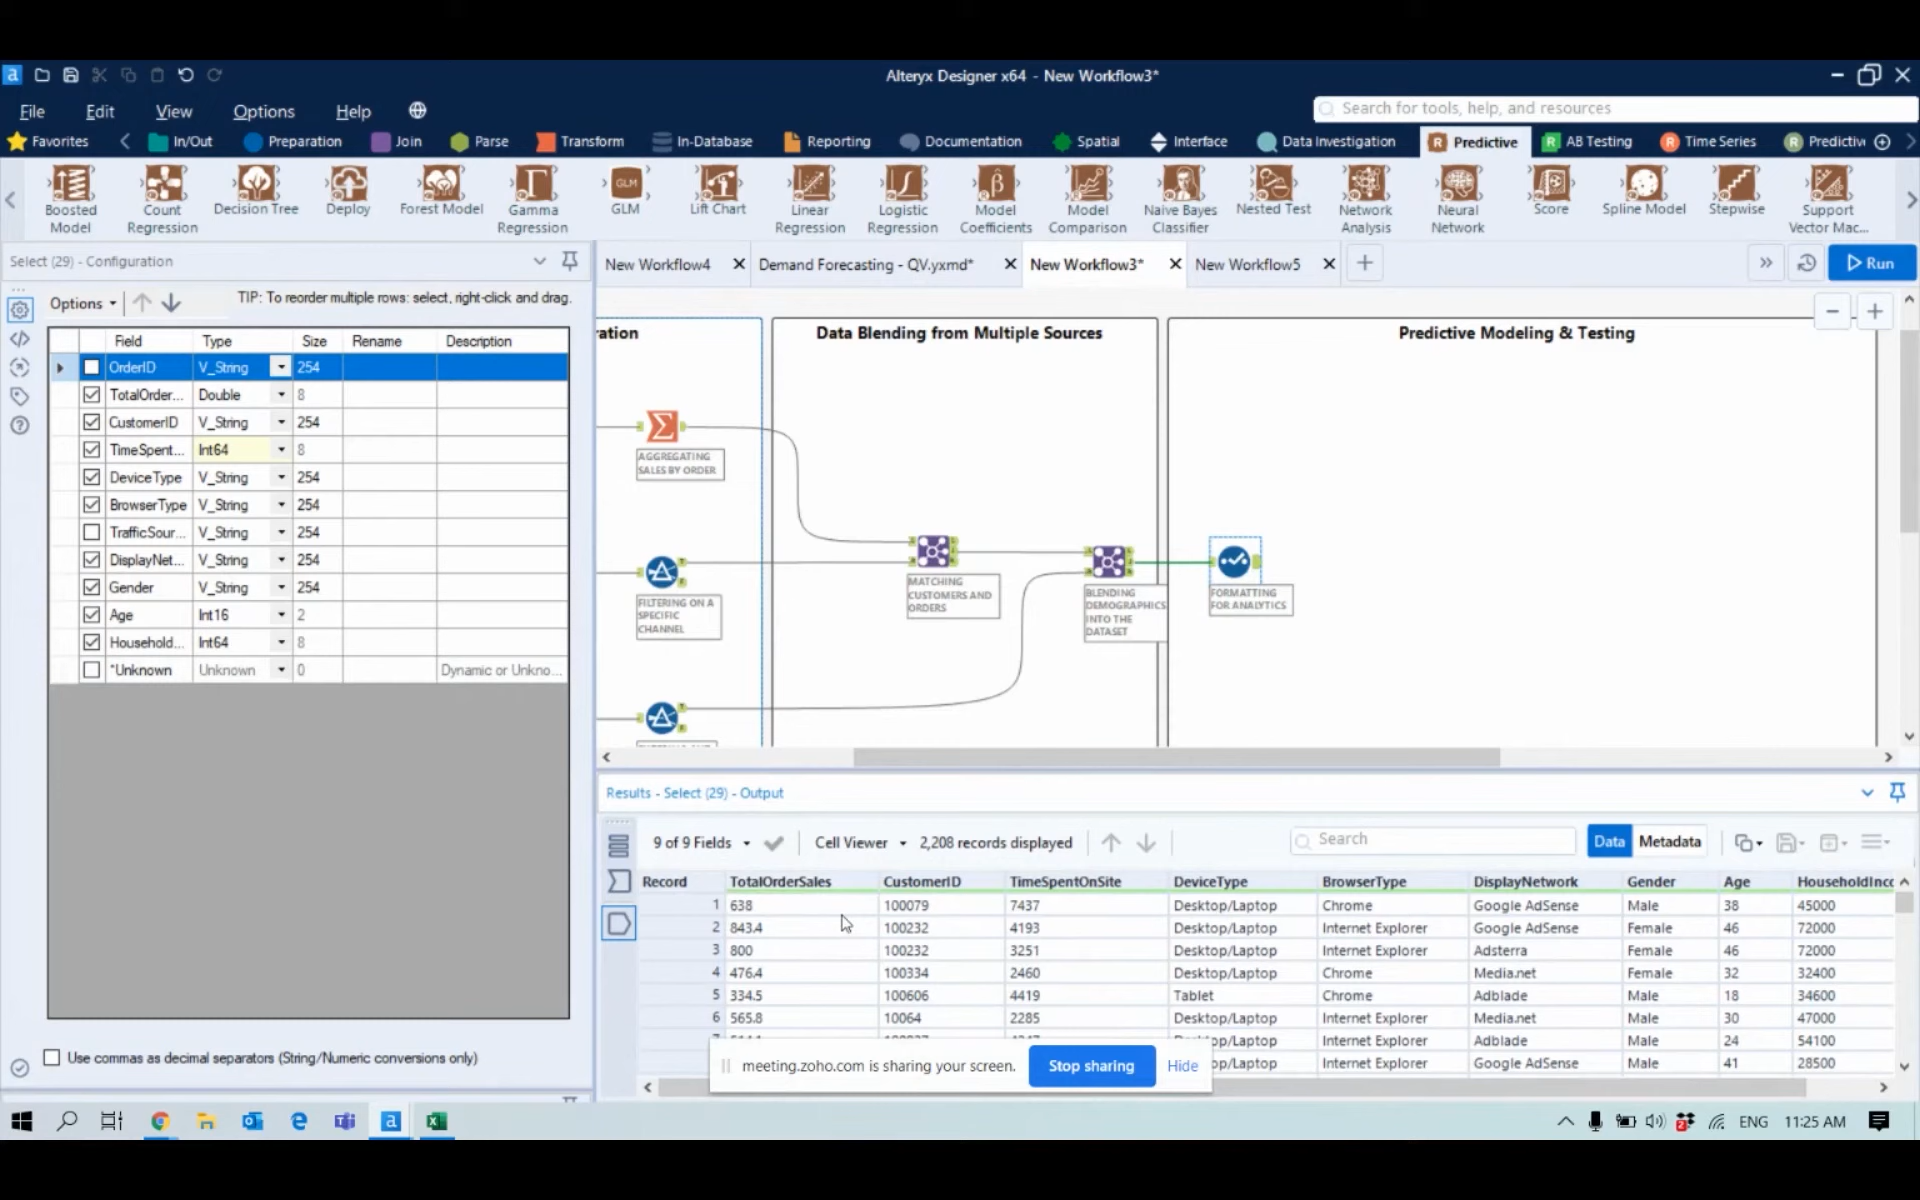 Alteryx Designer x64 - New Workflow3*
File Edit View Options Help
Search for tools, help, and resources
Favorites In/Out Preparation Join Parse Transform In-Database Reporting Documentation Spatial Interface Data Investigation Predictive AB Testing Time Series Predictiv
Boosted Model
Count Regression
Decision Tree
Deploy
Forest Model
Gamma Regression
GLM
GLM
Lift Chart
Linear Regression
Logistic Regression
Model Coefficients
Model Comparison
Naive Bayes Classifier
Nested Test
Network Analysis
Neural Network
Score
Spline Model
Stepwise
Support Vector Mac...
Select (29) - Configuration
New Workflow4 Demand Forecasting - QV.yxmd* New Workflow3* New Workflow5
Run
Options TIP: To reorder multiple rows: select, right-click and drag.
Field Type Size Rename Description
OrderID V_String 254
TotalOrder... Double 8
CustomerID V_String 254
TimeSpent... Int64 8
DeviceType V_String 254
BrowserType V_String 254
TrafficSour... V_String 254
DisplayNet... V_String 254
Gender V_String 254
Age Int16 2
Household... Int64 8
*Unknown Unknown 0 Dynamic or Unkno...
Use commas as decimal separators (String/Numeric conversions only)
ration
Data Blending from Multiple Sources
Predictive Modeling & Testing
AGGREGATING
SALES BY ORDER
FILTERING ON A
SPECIFIC
CHANNEL
MATCHING
CUSTOMERS AND
ORDERS
BLENDING
DEMOGRAPHICS
INTO THE
DATASET
FORMATTING
FOR ANALYTICS
Results - Select (29) - Output
9 of 9 Fields Cell Viewer 2,208 records displayed Search Data Metadata
Record TotalOrderSales CustomerID TimeSpentOnSite DeviceType BrowserType DisplayNetwork Gender Age HouseholdInco
1 638 100079 7437 Desktop/Laptop Chrome Google AdSense Male 38 45000
2 843.4 100232 4193 Desktop/Laptop Internet Explorer Google AdSense Female 46 72000
3 800 100232 3251 Desktop/Laptop Internet Explorer Adsterra Female 46 72000
4 476.4 100334 2460 Desktop/Laptop Chrome Media.net Female 32 32400
5 334.5 100606 4419 Tablet Chrome Adblade Male 18 34600
6 565.8 10064 2285 Desktop/Laptop Internet Explorer Media.net Male 30 47000
op/Laptop Internet Explorer Adblade Male 24 54100
op/Laptop Internet Explorer Google AdSense Male 41 28500
meeting.zoho.com is sharing your screen. Stop sharing Hide
ENG 11:25 AM